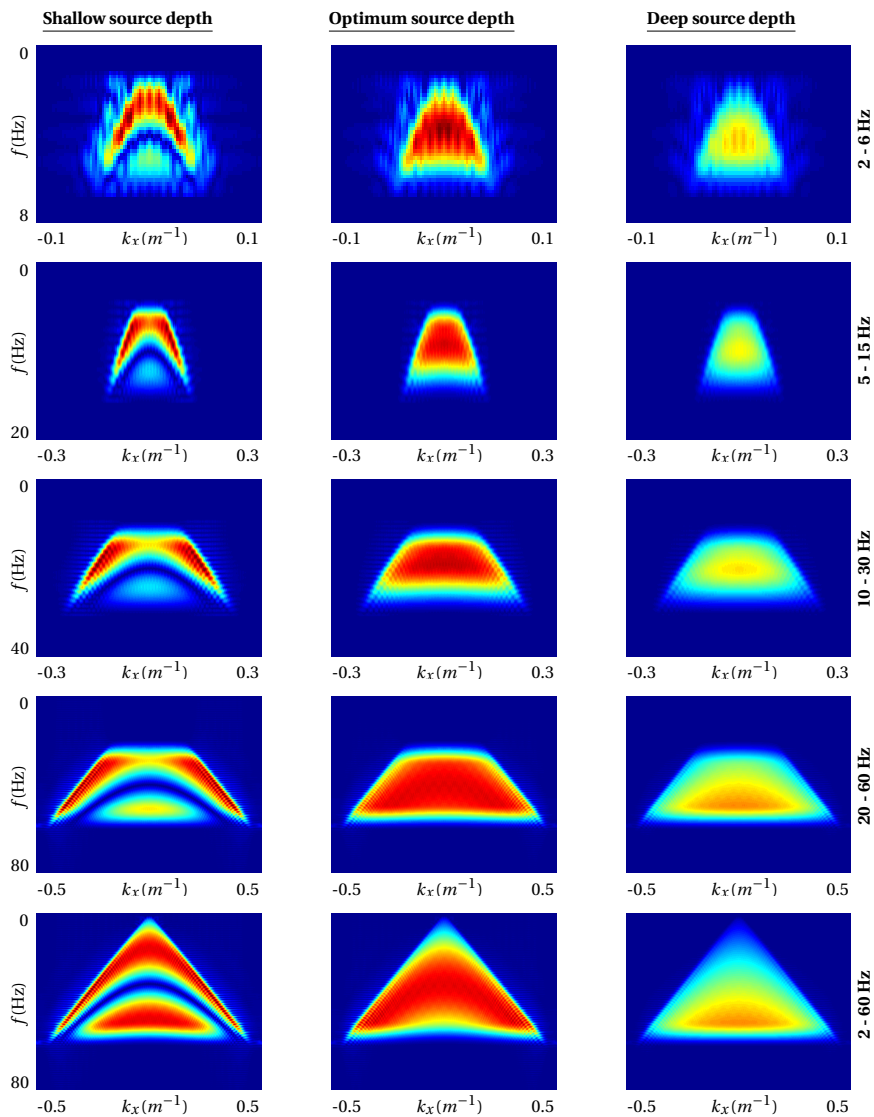 Shallow source depth Optimum source depth Deep source depth
0
f (Hz)
8
2 - 6 Hz
-0.1 kx(m−1) 0.1 -0.1 kx(m−1) 0.1 -0.1 kx(m−1) 0.1
0
f (Hz)
20
5 - 15 Hz
-0.3 kx(m−1) 0.3 -0.3 kx(m−1) 0.3 -0.3 kx(m−1) 0.3
0
f (Hz)
40
10 - 30 Hz
-0.3 kx(m−1) 0.3 -0.3 kx(m−1) 0.3 -0.3 kx(m−1) 0.3
0
f (Hz)
80
20 - 60 Hz
-0.5 kx(m−1) 0.5 -0.5 kx(m−1) 0.5 -0.5 kx(m−1) 0.5
0
f (Hz)
80
2 - 60 Hz
-0.5 kx(m−1) 0.5 -0.5 kx(m−1) 0.5 -0.5 kx(m−1) 0.5